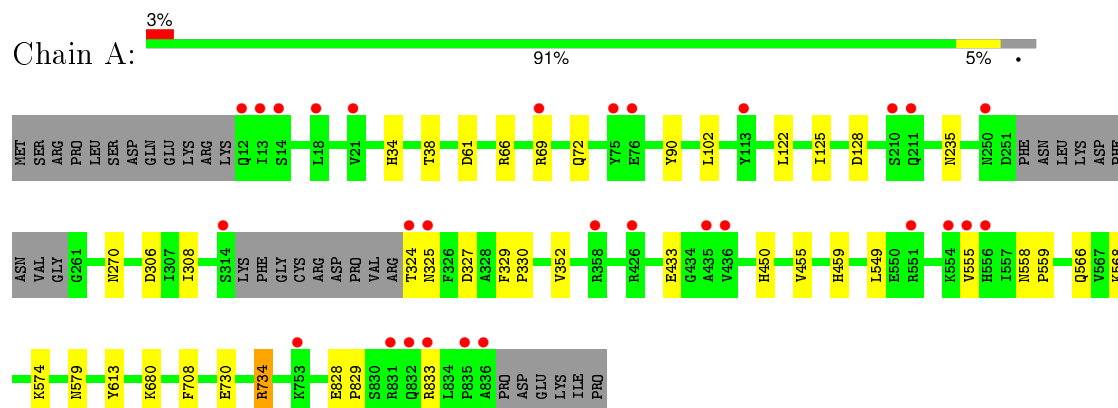 3%
Chain A:
91% 5% •
MET SER ARG PRO LEU SER ASP GLN GLU LYS ARG LYS Q12 I13 S14 L18 V21 H34 T38 D61 R66 R69 Q72 Y75 E76 Y90 L102 Y113 L122 I125 D128 S210 Q211 N235 N250 D251 PHE ASN LEU LYS ASP PHE
ASN VAL GLY G261 N270 D306 I307 I308 S314 LYS PHE GLY CYS ARG ASP PRO VAL ARG T324 N325 F326 D327 A328 F329 P330 V352 R358 R426 E433 G434 A435 V436 H450 V455 H459 L549 E550 R551 K554 V555 H556 I557 N558 P559 Q566 V567 K568
K574 N579 Y613 K680 F708 E730 R734 K753 E828 P829 S830 R831 Q832 R833 L834 P835 A836 PRO ASP GLU LYS ILE PRO